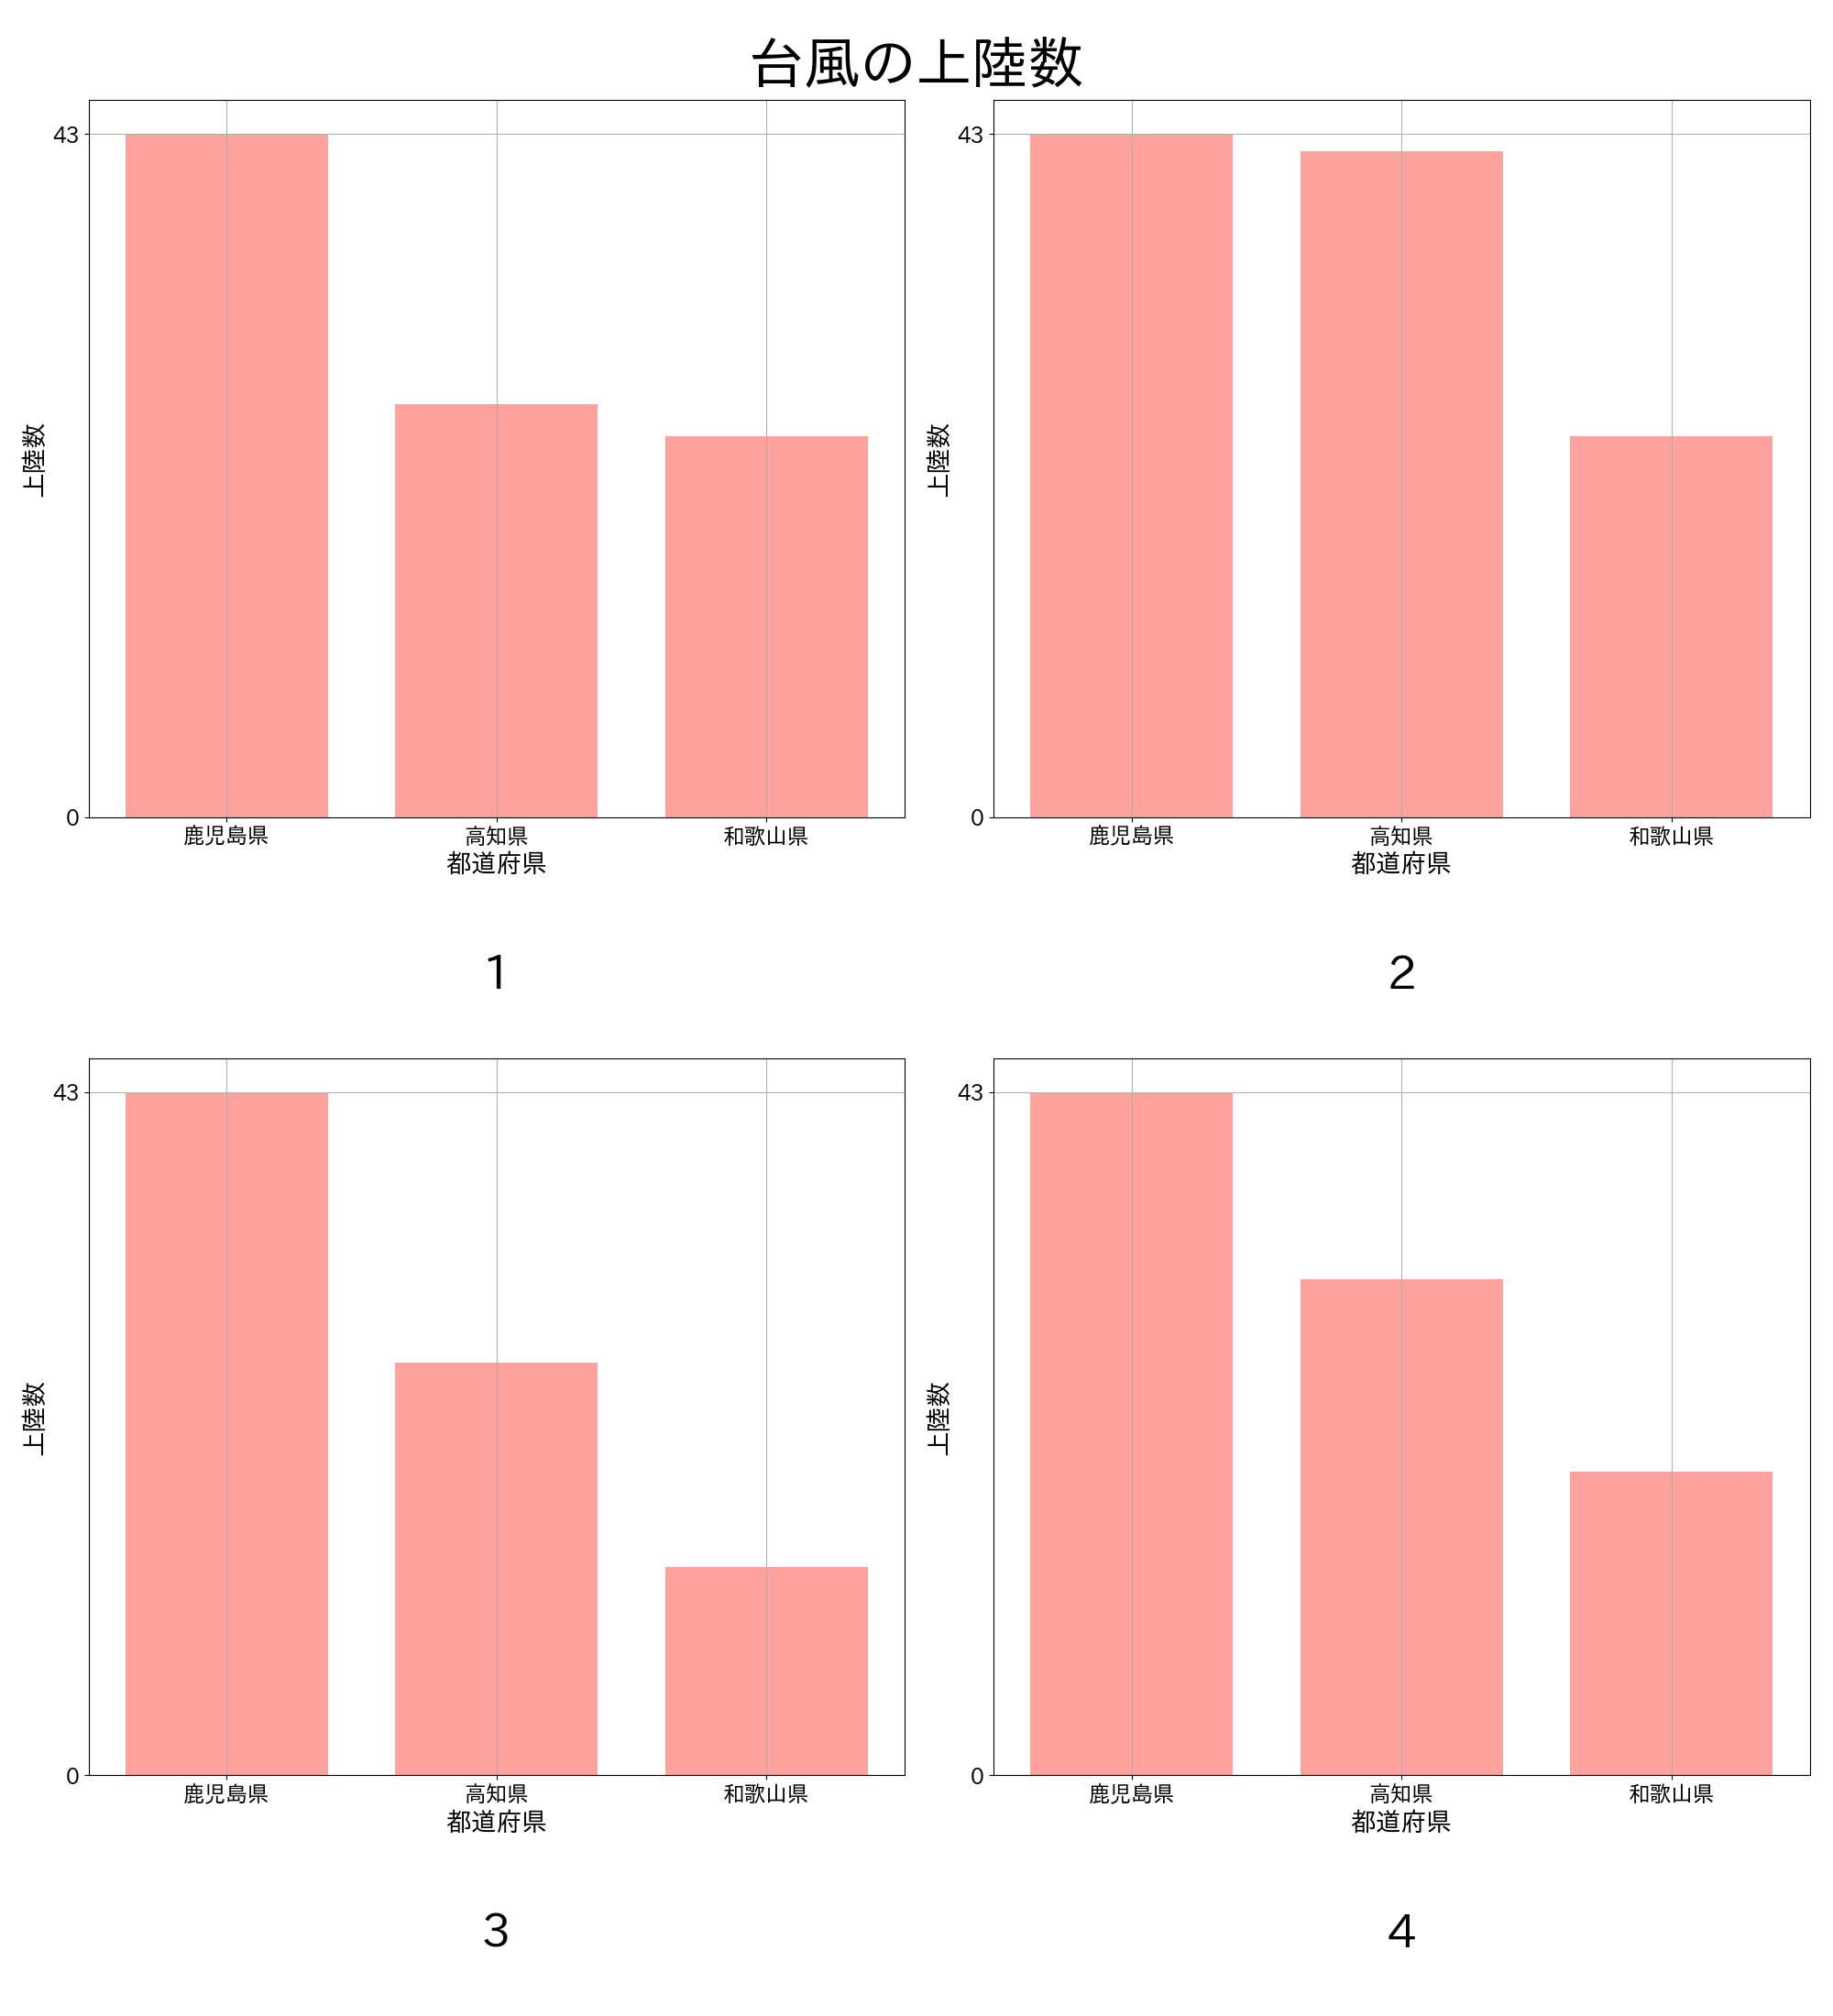 台風の上陸数
43
0
上陸数
鹿児島県 高知県 和歌山県
都道府県
1
43
0
上陸数
鹿児島県 高知県 和歌山県
都道府県
2
43
0
上陸数
鹿児島県 高知県 和歌山県
都道府県
3
43
0
上陸数
鹿児島県 高知県 和歌山県
都道府県
4